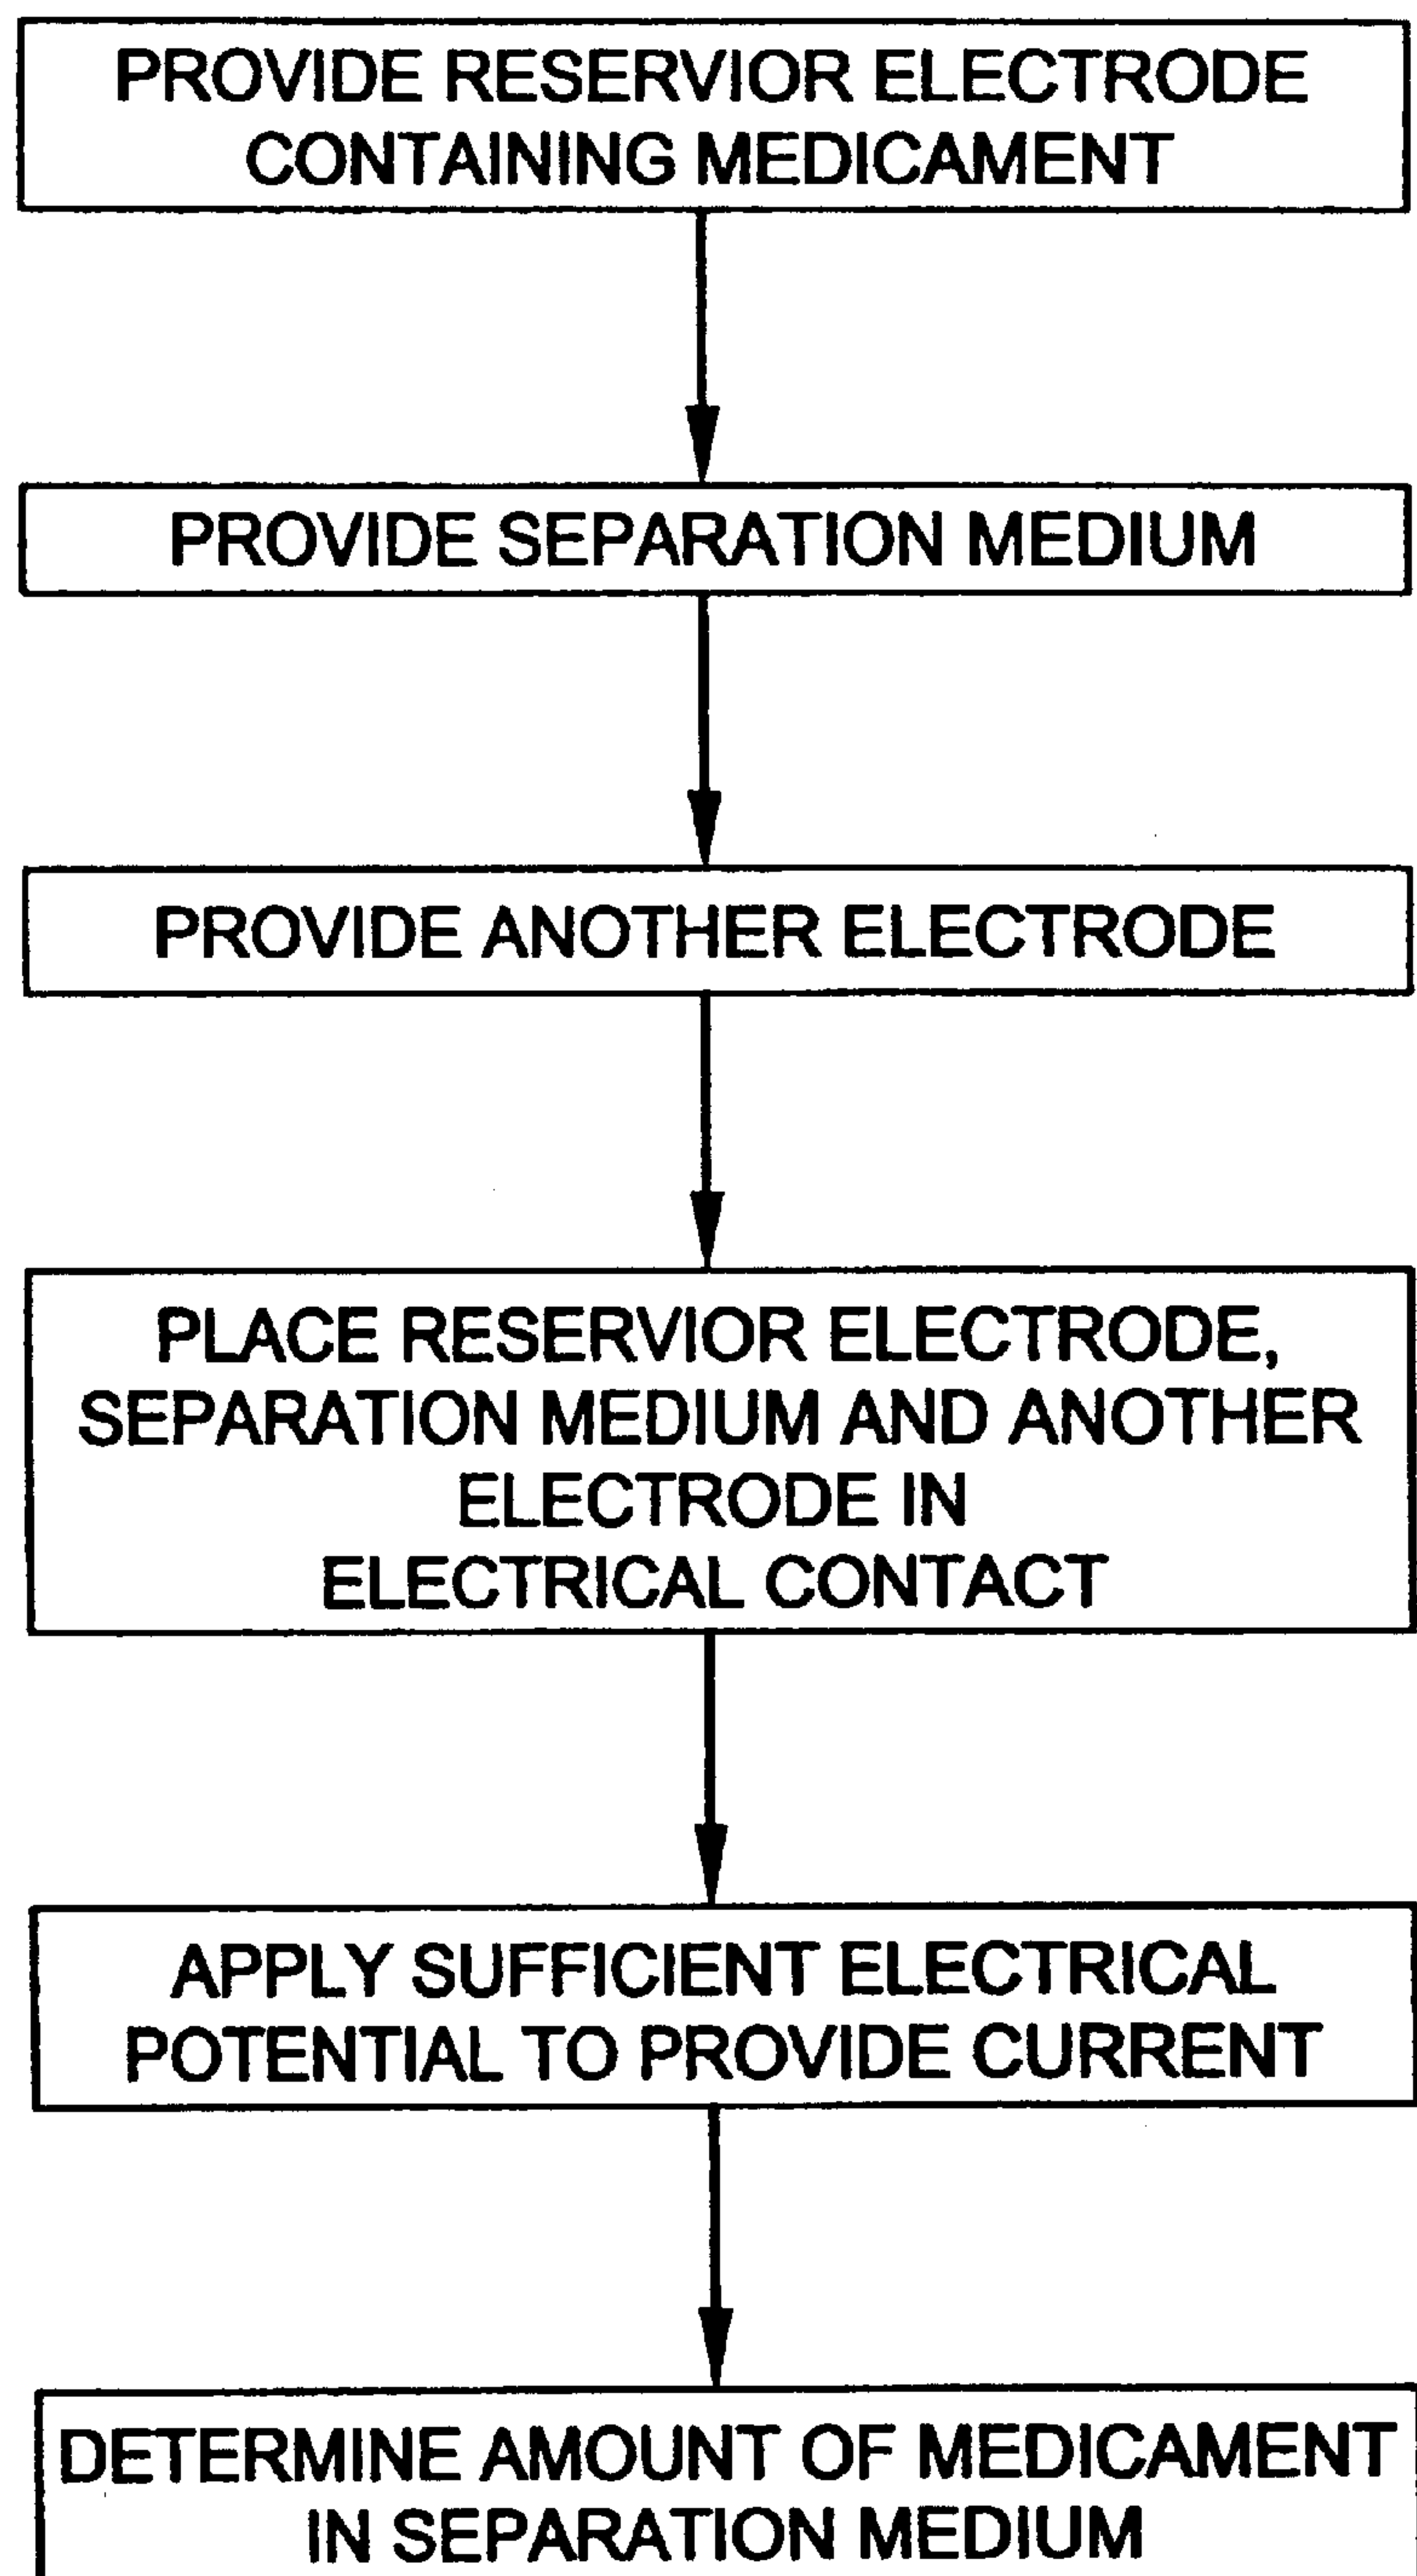 PROVIDE RESERVIOR ELECTRODE
CONTAINING MEDICAMENT
PROVIDE SEPARATION MEDIUM
PROVIDE ANOTHER ELECTRODE
PLACE RESERVIOR ELECTRODE,
SEPARATION MEDIUM AND ANOTHER
ELECTRODE IN
ELECTRICAL CONTACT
APPLY SUFFICIENT ELECTRICAL
POTENTIAL TO PROVIDE CURRENT
DETERMINE AMOUNT OF MEDICAMENT
IN SEPARATION MEDIUM